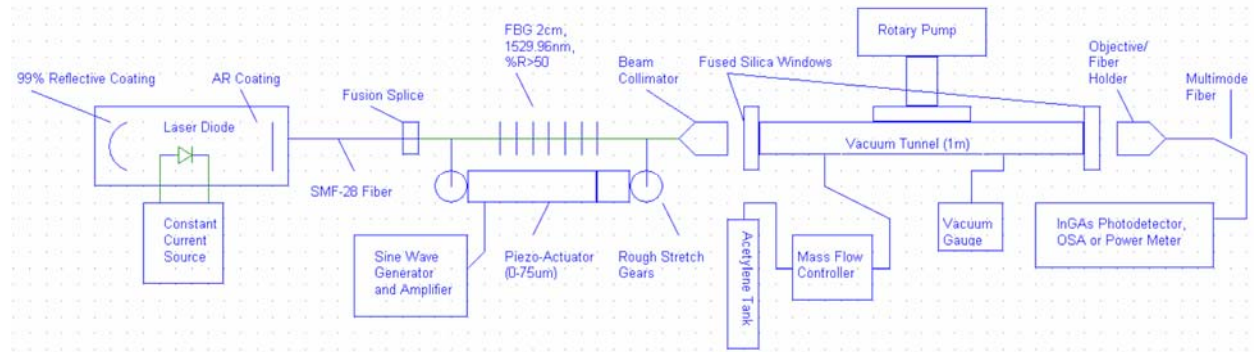 99% Reflective Coating
AR Coating
Laser Diode
Constant
Current
Source
SMF-28 Fiber
Fusion Splice
FBG 2cm,
1529.96nm,
%R>50
Sine Wave
Generator
and Amplifier
Piezo-Actuator
(0-75um)
Rough Stretch
Gears
Beam
Collimator
Fused Silica Windows
Rotary Pump
Vacuum Tunnel (1m)
Acetylene Tank
Mass Flow
Controller
Vacuum
Gauge
Objective/
Fiber
Holder
Multimode
Fiber
InGAs Photodetector,
OSA or Power Meter